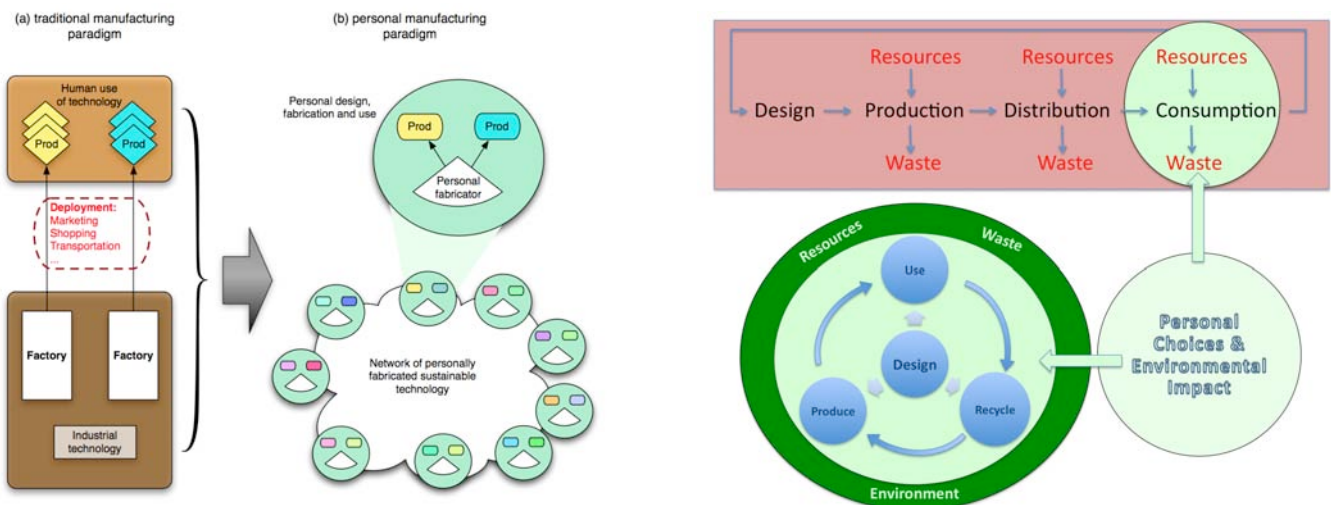 (a) traditional manufacturing
paradigm
Human use
of technology
Prod
Prod
Deployment:
Marketing
Shopping
Transportation
...
Factory
Factory
Industrial
technology
(b) personal manufacturing
paradigm
Personal design,
fabrication and use
Prod
Prod
Personal
fabricator
Network of personally
fabricated sustainable
technology
Resources
Resources
Resources
Design
Production
Distribution
Consumption
Waste
Waste
Waste
Resources
Waste
Use
Design
Produce
Recycle
Environment
Personal
Choices &
Environmental
Impact